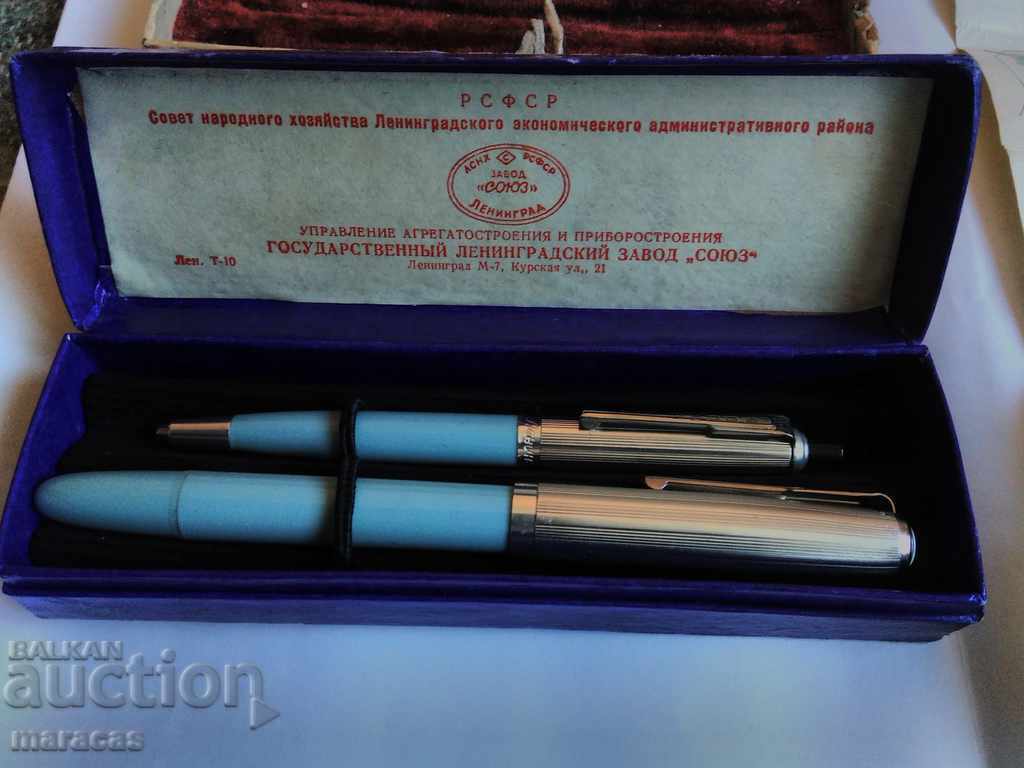 РСФСР
Совет народного хозяйства Ленинградского экономического административного района
АСНХ С РСФСР
ЗАВОД
«СОЮЗ»
ЛЕНИНГРАД
УПРАВЛЕНИЕ АГРЕГАТОСТРОЕНИЯ И ПРИБОРОСТРОЕНИЯ
ГОСУДАРСТВЕННЫЙ ЛЕНИНГРАДСКИЙ ЗАВОД „СОЮЗ"
Лен. Т-10
Ленинград М-7, Курская ул,, 21
BALKAN
auction
maracas